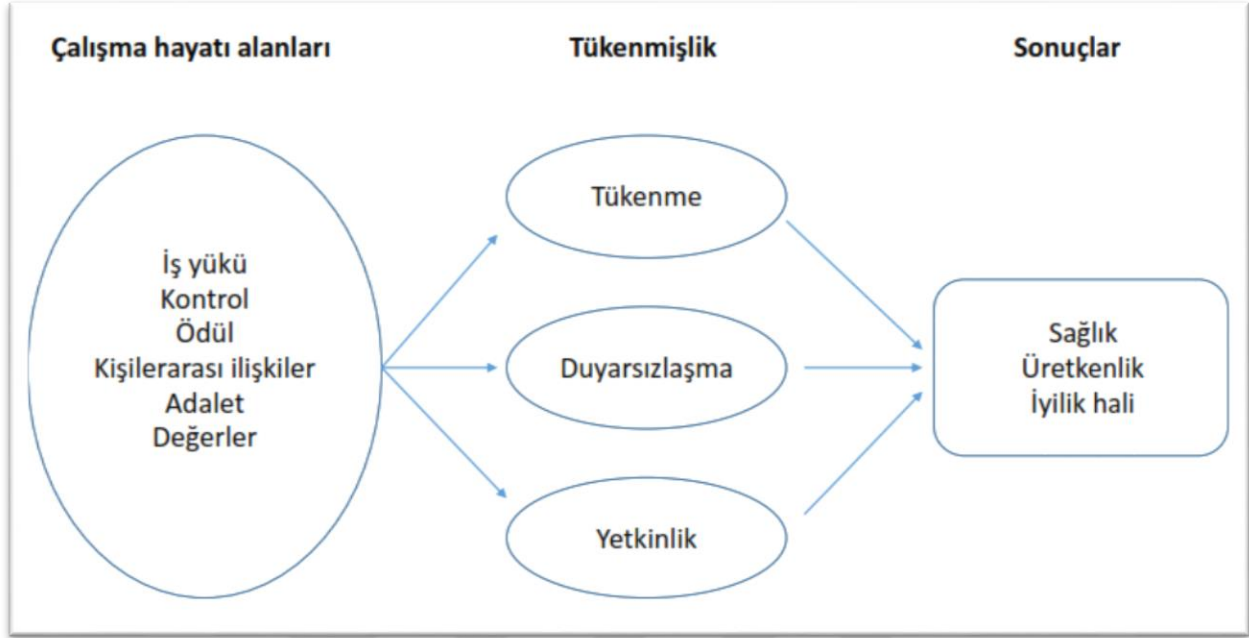 Çalışma hayatı alanları
Tükenmişlik
Sonuçlar
İş yükü
Kontrol
Ödül
Kişilerarası ilişkiler
Adalet
Değerler
Tükenme
Duyarsızlaşma
Yetkinlik
Sağlık
Üretkenlik
İyilik hali